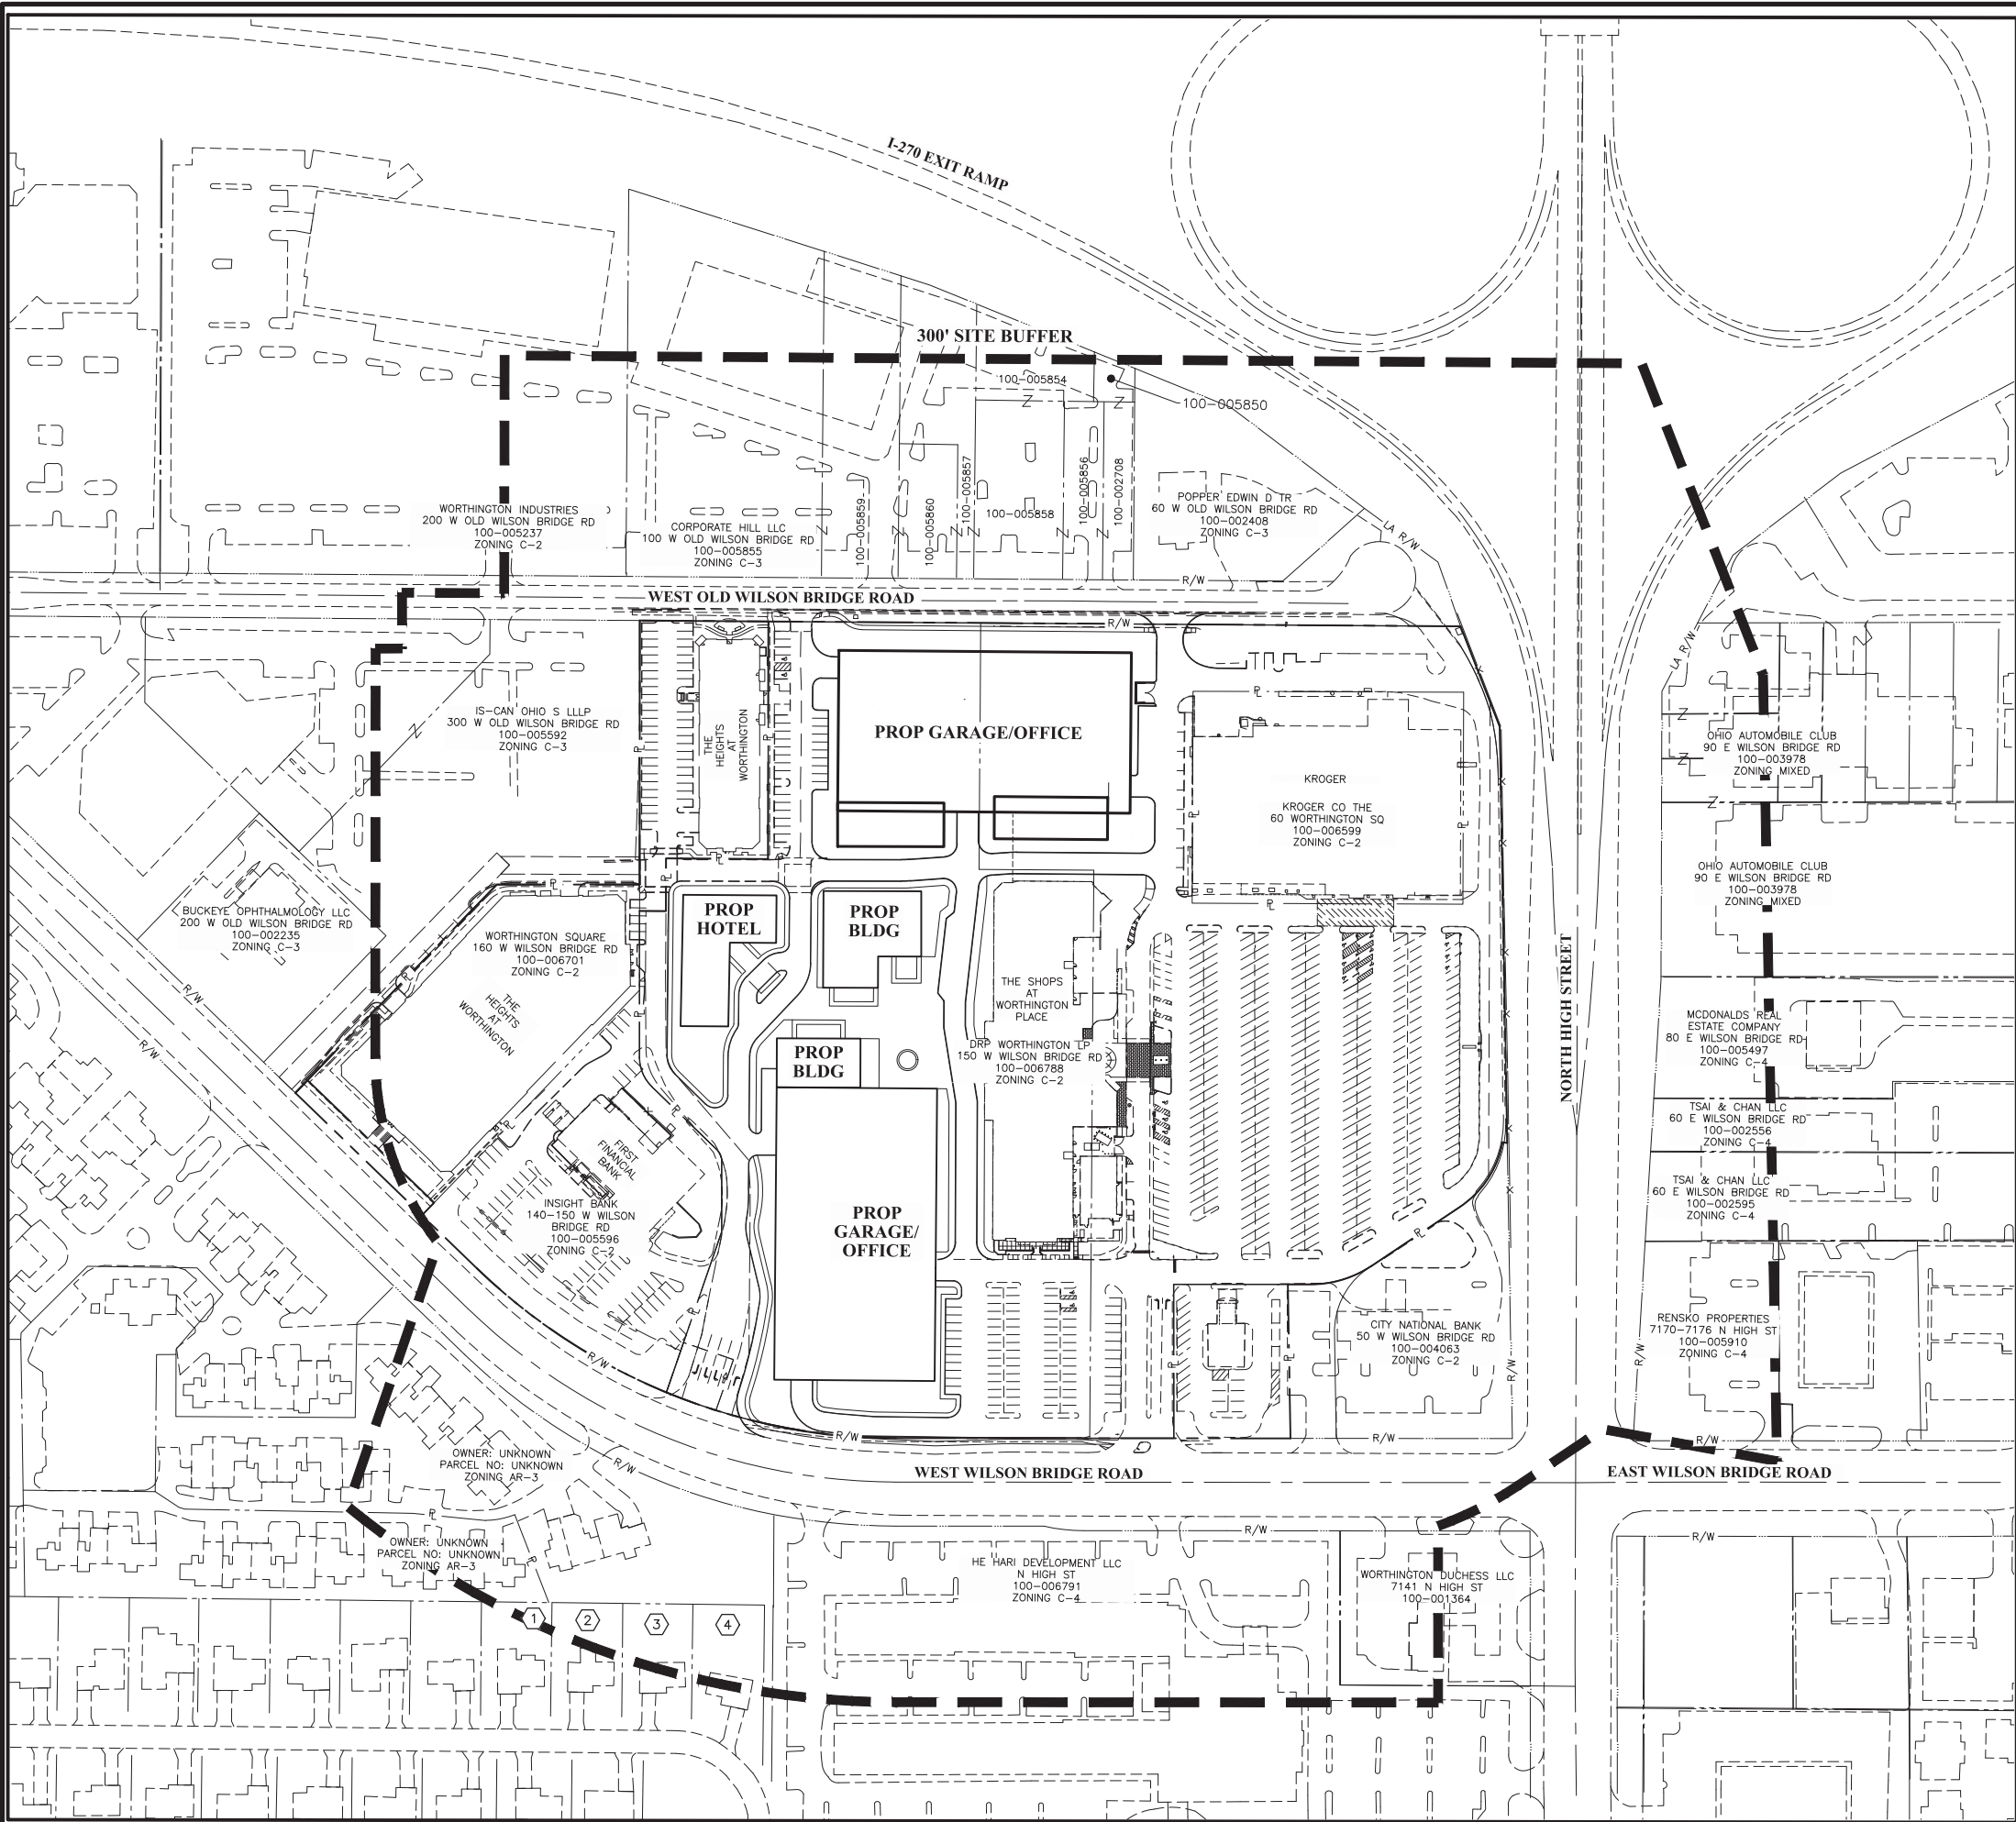 I-270 EXIT RAMP
300' SITE BUFFER
100-005854
100-005850
WORTHINGTON INDUSTRIES
200 W OLD WILSON BRIDGE RD
100-005237
ZONING C-2
CORPORATE HILL LLC
100 W OLD WILSON BRIDGE RD
100-005855
ZONING C-3
100-005859
100-005860
100-005857
100-005858
100-005856
100-002708
POPPER EDWIN D TR
60 W OLD WILSON BRIDGE RD
100-002408
ZONING C-3
LA R/W
R/W
WEST OLD WILSON BRIDGE ROAD
R/W
LA R/W
IS-CAN OHIO S LLLP
300 W OLD WILSON BRIDGE RD
100-005592
ZONING C-3
THE
HEIGHTS
AT
WORTHINGTON
PROP GARAGE/OFFICE
KROGER
KROGER CO THE
60 WORTHINGTON SQ
100-006599
ZONING C-2
OHIO AUTOMOBILE CLUB
90 E WILSON BRIDGE RD
100-003978
ZONING MIXED
OHIO AUTOMOBILE CLUB
90 E WILSON BRIDGE RD
100-003978
ZONING MIXED
BUCKEYE OPHTHALMOLOGY LLC
200 W OLD WILSON BRIDGE RD
100-002235
ZONING C-3
WORTHINGTON SQUARE
160 W WILSON BRIDGE RD
100-006701
ZONING C-2
THE
HEIGHTS
AT
WORTHINGTON
PROP
HOTEL
PROP
BLDG
THE SHOPS
AT
WORTHINGTON
PLACE
DRP WORTHINGTON LP
150 W WILSON BRIDGE RD
100-006788
ZONING C-2
NORTH HIGH STREET
MCDONALDS REAL
ESTATE COMPANY
80 E WILSON BRIDGE RD
100-005497
ZONING C-4
R/W
R/W
PROP
BLDG
TSAI & CHAN LLC
60 E WILSON BRIDGE RD
100-002556
ZONING C-4
TSAI & CHAN LLC
60 E WILSON BRIDGE RD
100-002595
ZONING C-4
FIRST
FINANCIAL
BANK
INSIGHT BANK
140-150 W WILSON
BRIDGE RD
100-005596
ZONING C-2
PROP
GARAGE/
OFFICE
CITY NATIONAL BANK
50 W WILSON BRIDGE RD
100-004063
ZONING C-2
RENSKO PROPERTIES
7170-7176 N HIGH ST
100-005910
ZONING C-4
R/W
R/W
R/W
R/W
R/W
R/W
OWNER: UNKNOWN
PARCEL NO: UNKNOWN
ZONING AR-3
R/W
WEST WILSON BRIDGE ROAD
EAST WILSON BRIDGE ROAD
R/W
R/W
OWNER: UNKNOWN
PARCEL NO: UNKNOWN
ZONING AR-3
HE HARI DEVELOPMENT LLC
N HIGH ST
100-006791
ZONING C-4
WORTHINGTON DUCHESS LLC
7141 N HIGH ST
100-001364
1
2
3
4